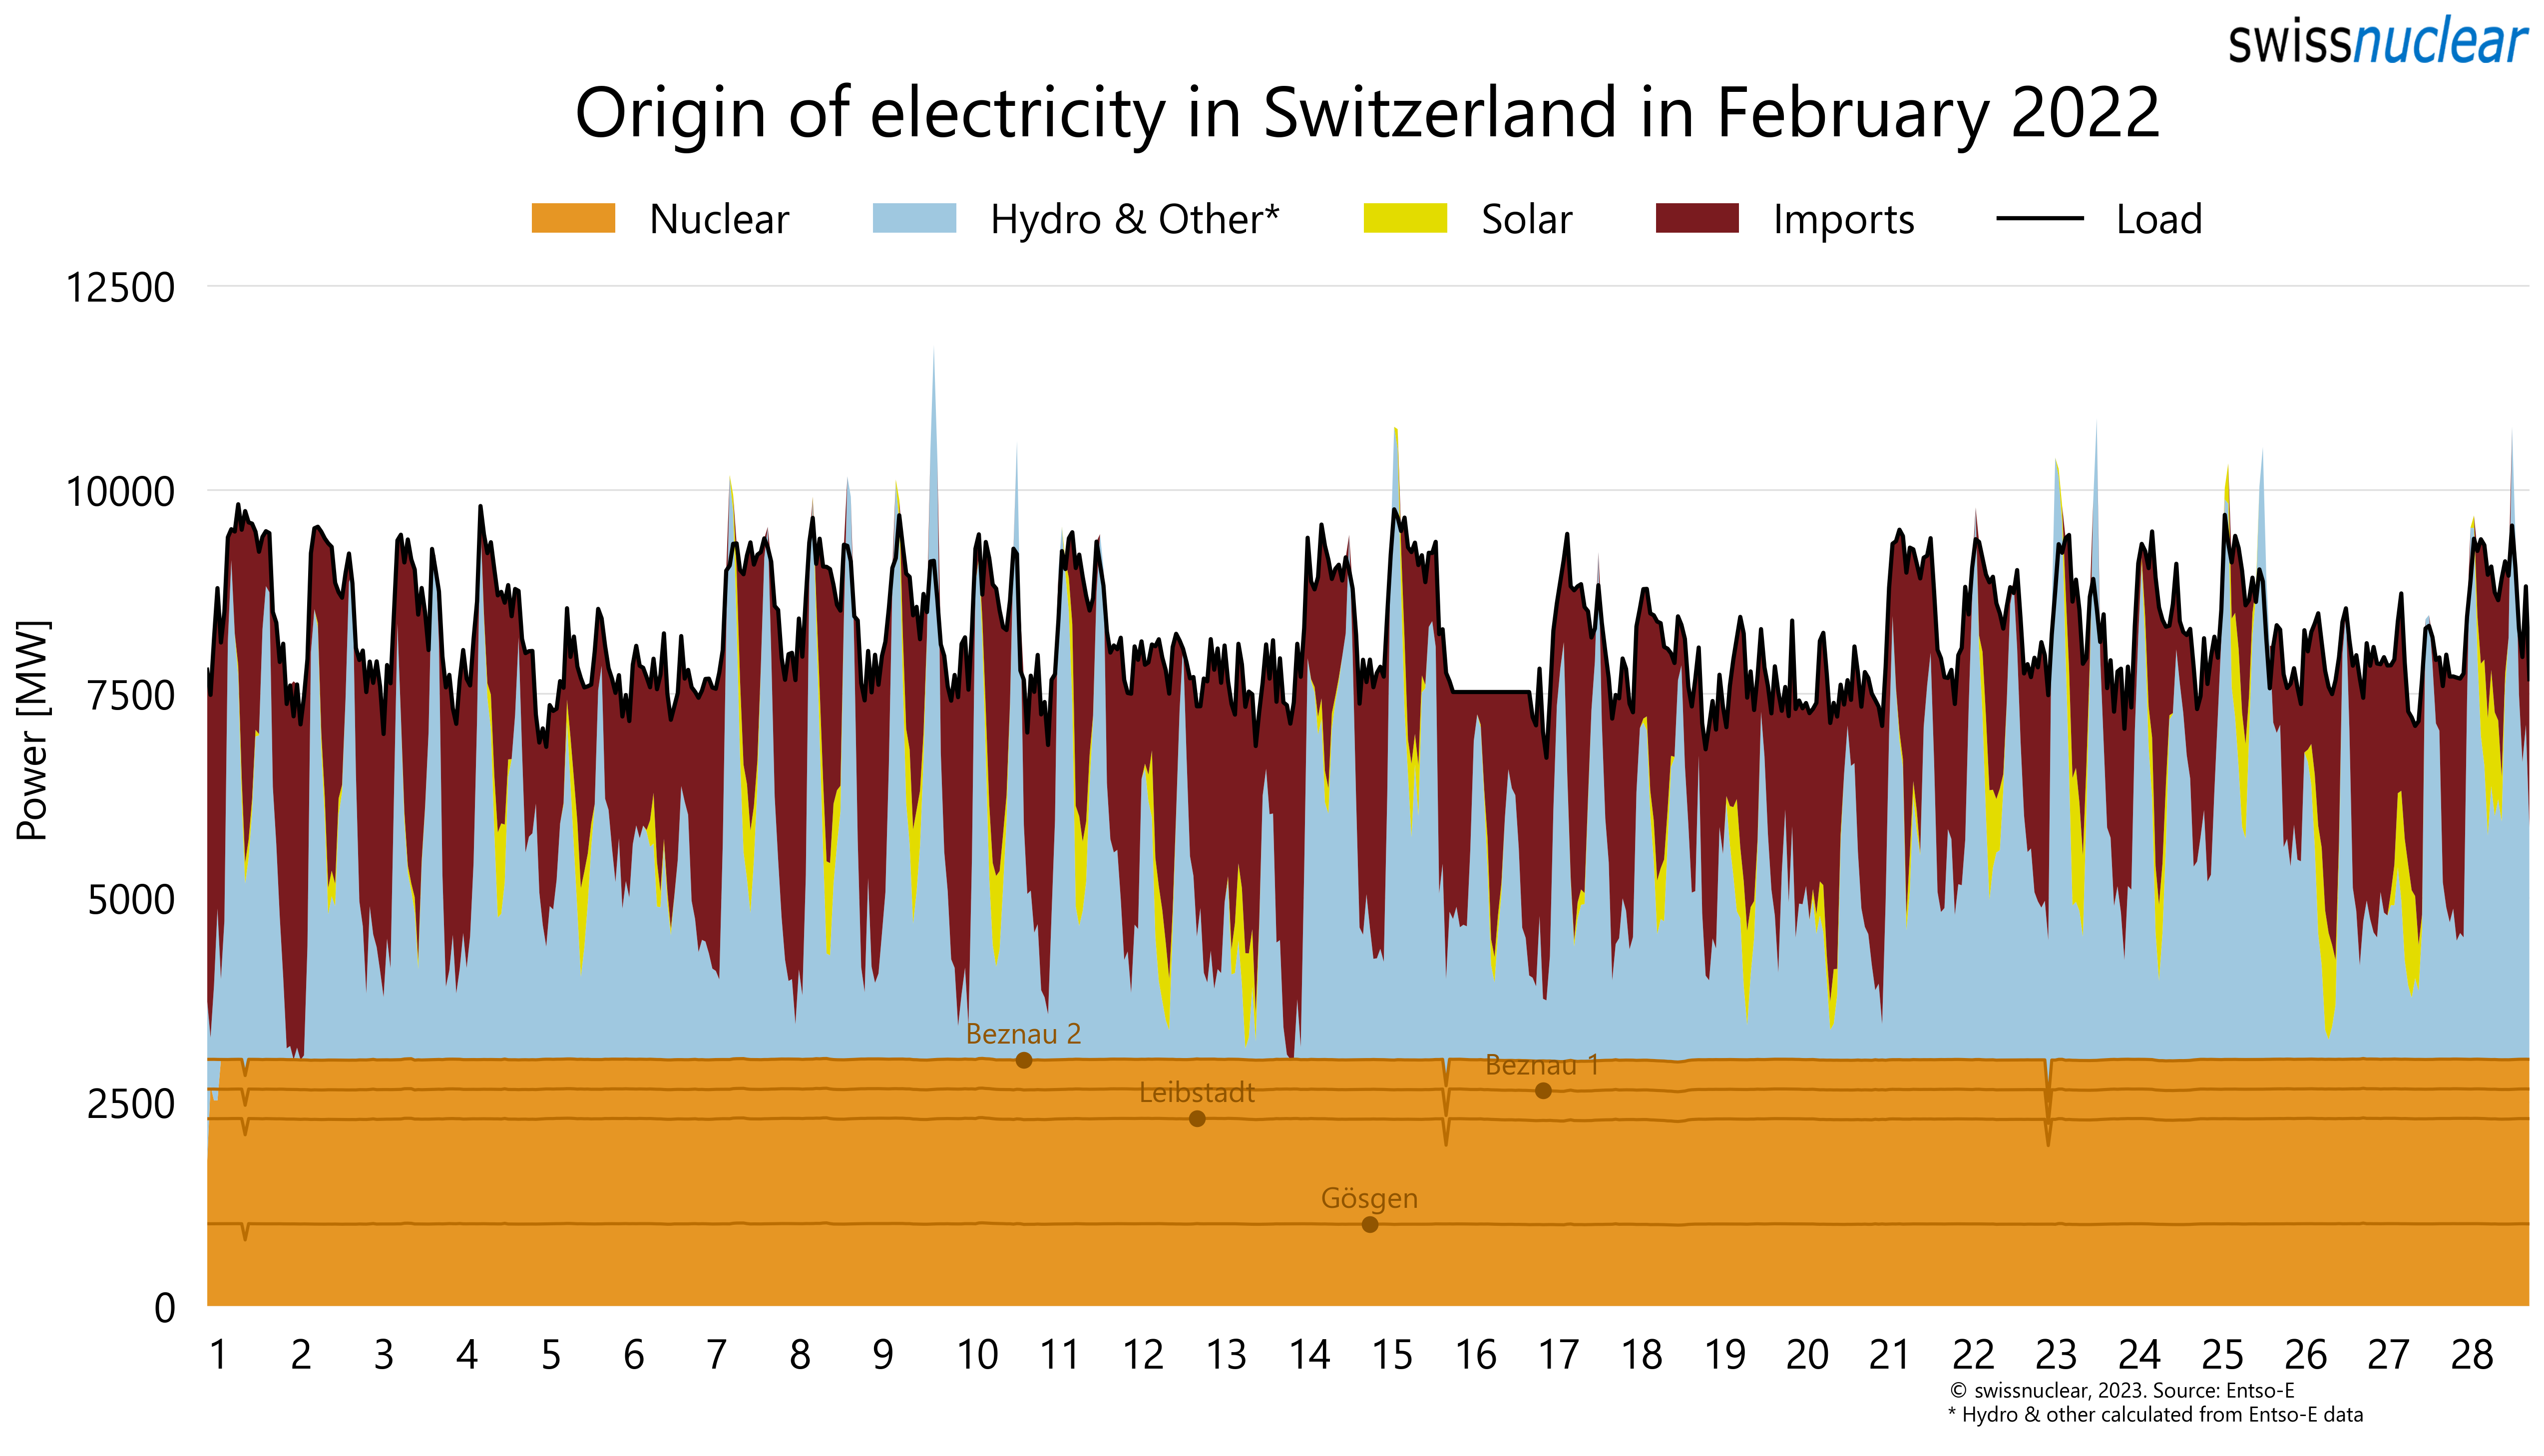 swissnuclear
Origin of electricity in Switzerland in February 2022
Nuclear Hydro & Other* Solar Imports Load
12500
10000
7500
5000
2500
0
Power [MW]
Beznau 2
Beznau 1
Leibstadt
Gösgen
1 2 3 4 5 6 7 8 9 10 11 12 13 14 15 16 17 18 19 20 21 22 23 24 25 26 27 28
© swissnuclear, 2023. Source: Entso-E
* Hydro & other calculated from Entso-E data